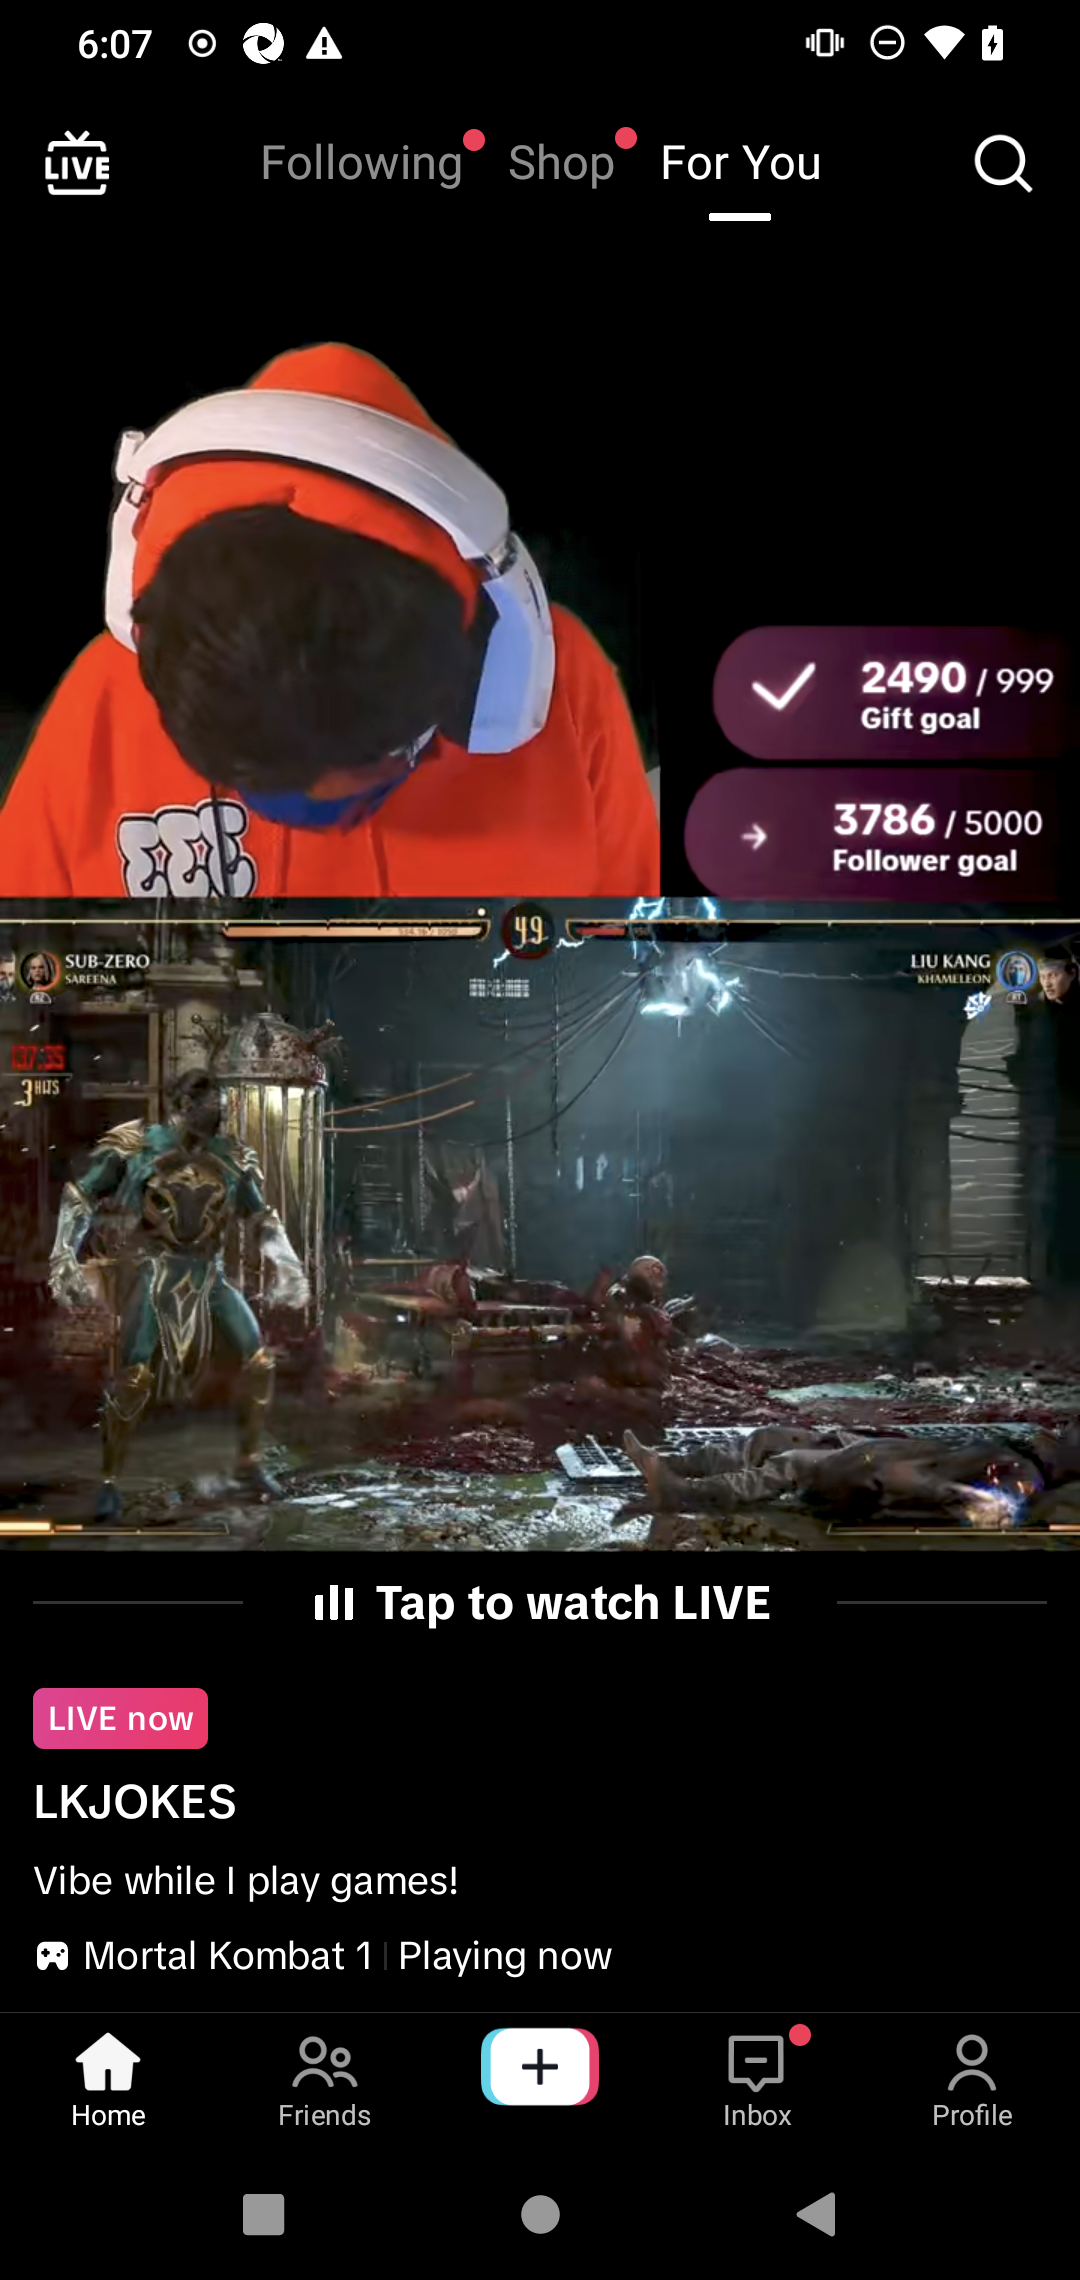 6:07
LIVE
Following
Shop
For You
2490 / 999
Gift goal
3786 / 5000
Follower goal
49
SUB-ZERO
SAREENA
LIU KANG
KHAMELEON
3 HITS
Tap to watch LIVE
LIVE now
LKJOKES
Vibe while I play games!
Mortal Kombat 1 | Playing now
Home
Friends
Inbox
Profile